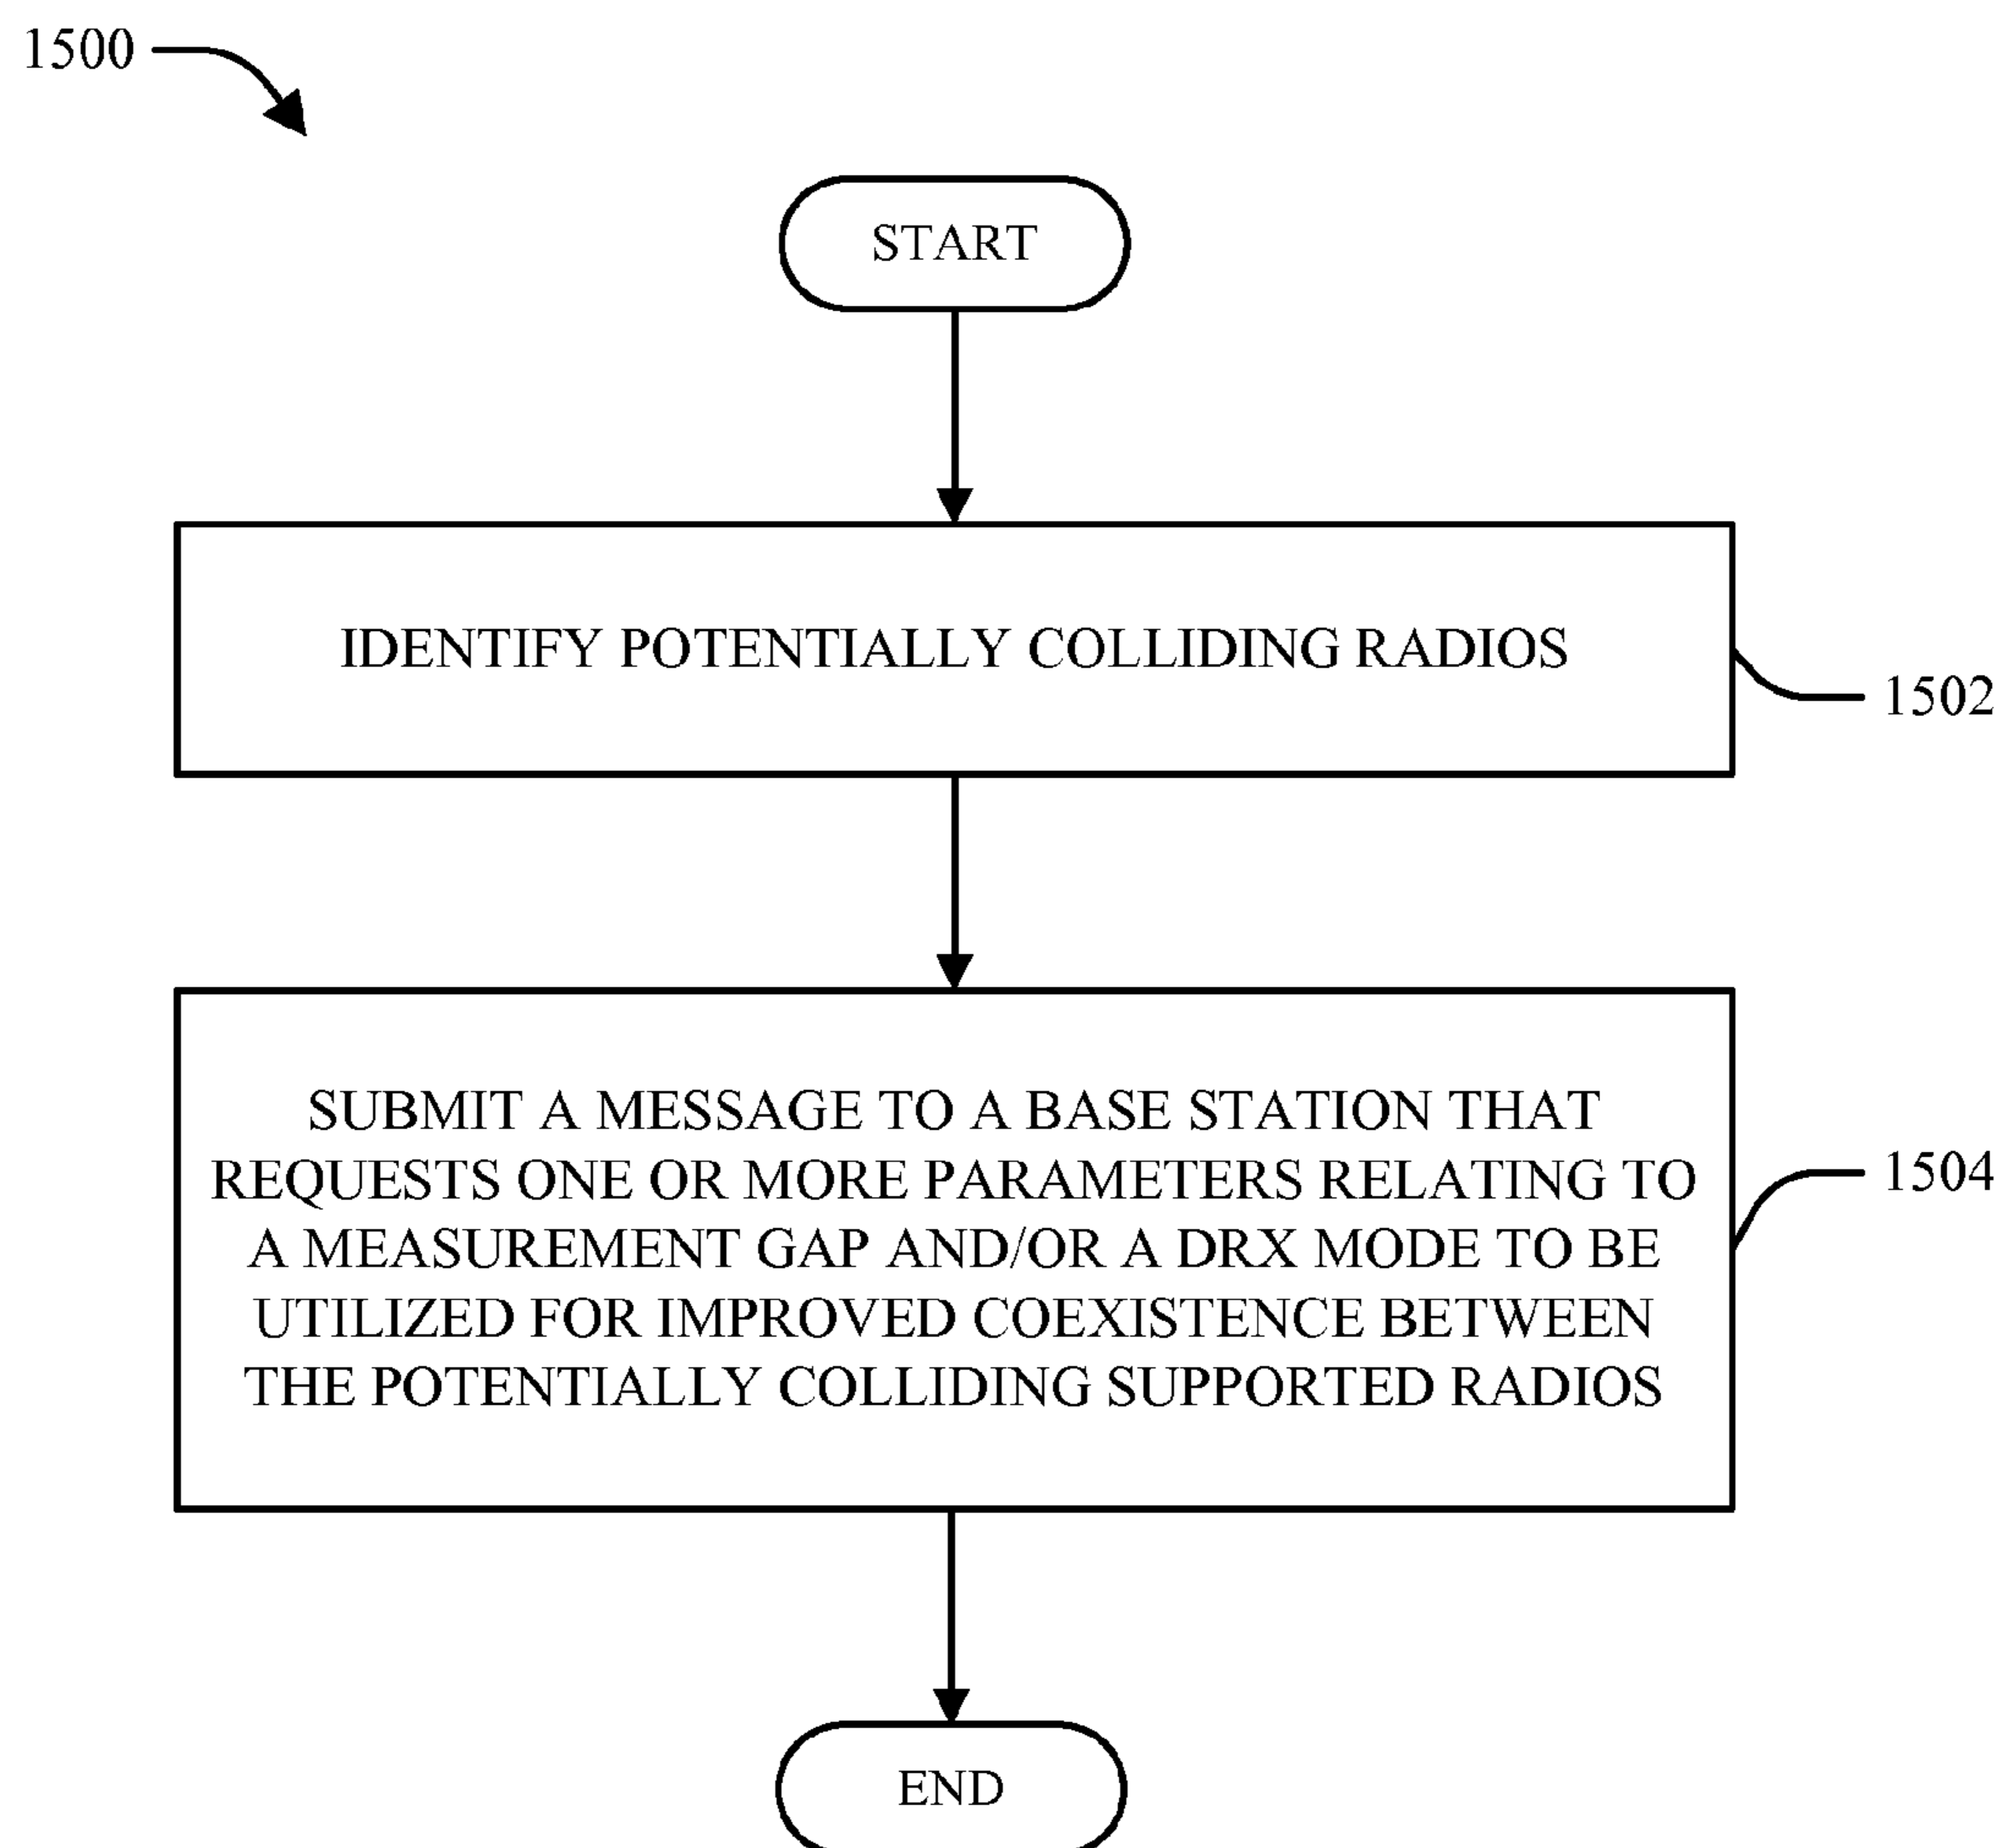 1500
START
IDENTIFY POTENTIALLY COLLIDING RADIOS
1502
SUBMIT A MESSAGE TO A BASE STATION THAT
REQUESTS ONE OR MORE PARAMETERS RELATING TO
A MEASUREMENT GAP AND/OR A DRX MODE TO BE
UTILIZED FOR IMPROVED COEXISTENCE BETWEEN
THE POTENTIALLY COLLIDING SUPPORTED RADIOS
1504
END